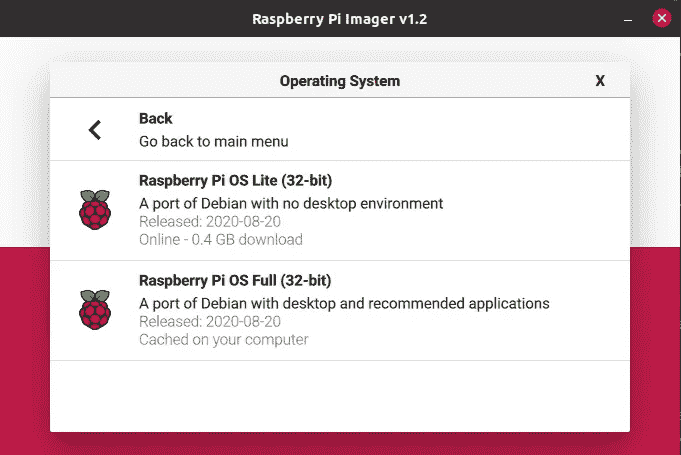 Raspberry Pi Imager v1.2
Operating System X
Back
Go back to main menu
Raspberry Pi OS Lite (32-bit)
A port of Debian with no desktop environment
Released: 2020-08-20
Online - 0.4 GB download
Raspberry Pi OS Full (32-bit)
A port of Debian with desktop and recommended applications
Released: 2020-08-20
Cached on your computer